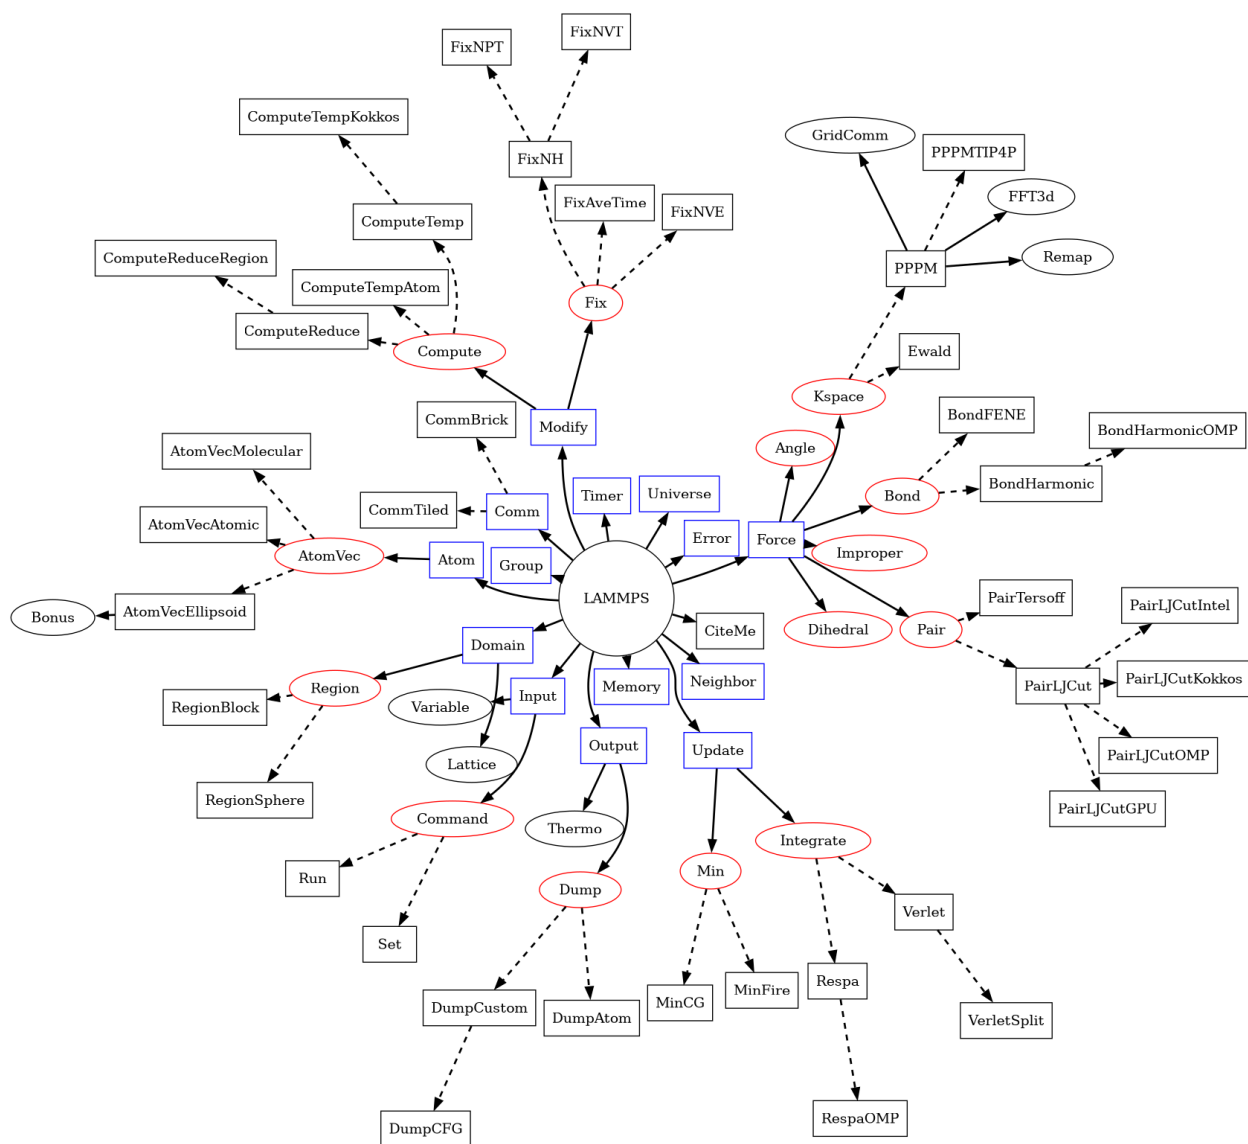 FixNVT
FixNPT
ComputeTempKokkos
GridComm
PPPMTIP4P
FixNH
FixAveTime
FixNVE
FFT3d
ComputeTemp
ComputeReduceRegion
Remap
PPPM
ComputeTempAtom
Fix
ComputeReduce
Compute
Ewald
Kspace
BondFENE
CommBrick
Modify
BondHarmonicOMP
AtomVecMolecular
Angle
BondHarmonic
Timer
Universe
Bond
CommTiled
Comm
AtomVecAtomic
Error
Force
AtomVec
Atom
Group
Improper
LAMMPS
PairTersoff
PairLJCutIntel
Bonus
AtomVecEllipsoid
CiteMe
Dihedral
Pair
Domain
PairLJCutKokkos
Region
Neighbor
PairLJCut
Memory
RegionBlock
Variable
Input
Output
Update
PairLJCutOMP
Lattice
RegionSphere
PairLJCutGPU
Command
Thermo
Integrate
Min
Run
Dump
Verlet
Set
Respa
MinFire
MinCG
DumpCustom
DumpAtom
VerletSplit
RespaOMP
DumpCFG